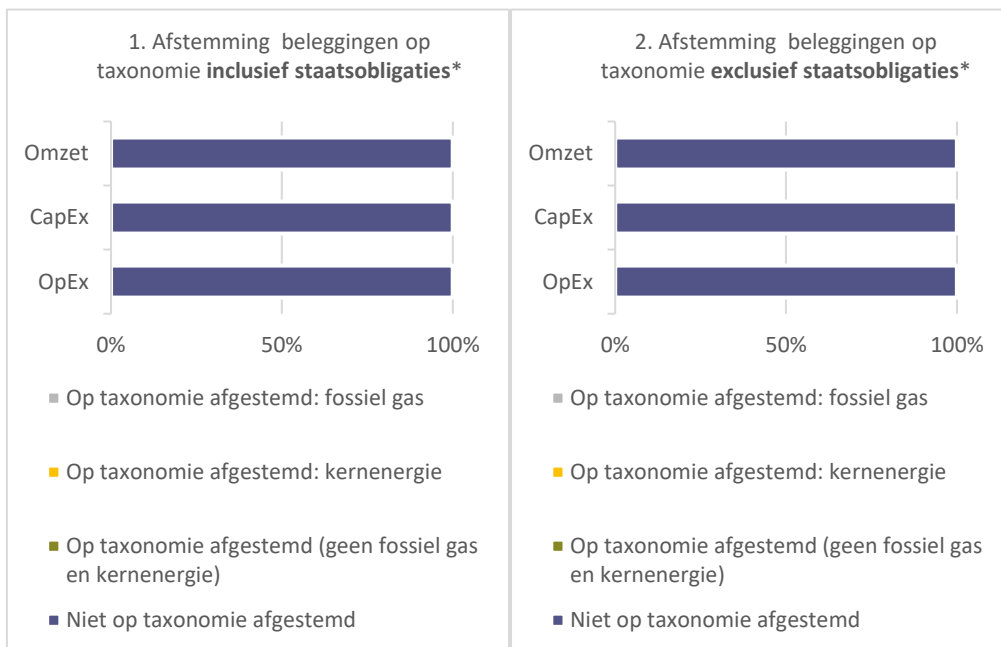 1. Afstemming beleggingen op
taxonomie inclusief staatsobligaties*
Omzet
CapEx
OpEx
0% 50% 100%
Op taxonomie afgestemd: fossiel gas
Op taxonomie afgestemd: kernenergie
Op taxonomie afgestemd (geen fossiel gas
en kernenergie)
Niet op taxonomie afgestemd
2. Afstemming beleggingen op
taxonomie exclusief staatsobligaties*
Omzet
CapEx
OpEx
0% 50% 100%
Op taxonomie afgestemd: fossiel gas
Op taxonomie afgestemd: kernenergie
Op taxonomie afgestemd (geen fossiel gas
en kernenergie)
Niet op taxonomie afgestemd